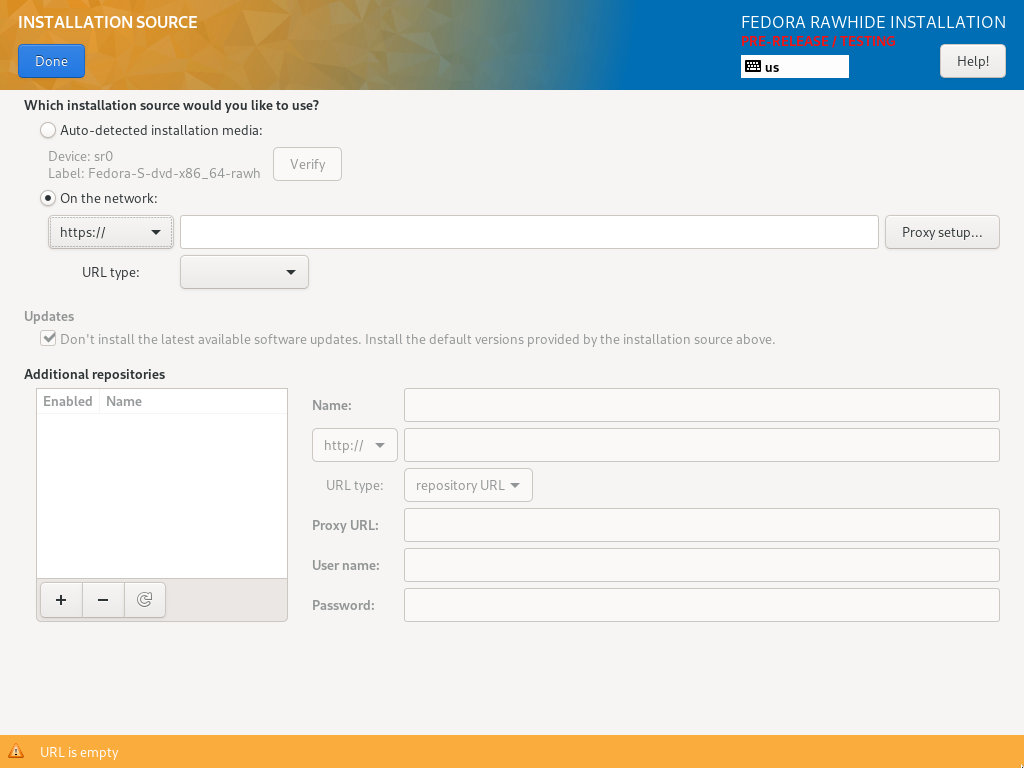 INSTALLATION SOURCE
FEDORA RAWHIDE INSTALLATION
PRE-RELEASE / TESTING
Done
us
Help!
Which installation source would you like to use?
Auto-detected installation media:
Device: sr0
Label: Fedora-S-dvd-x86_64-rawh
Verify
On the network:
https://
Proxy setup...
URL type:
Updates
Don't install the latest available software updates. Install the default versions provided by the installation source above.
Additional repositories
Enabled Name
Name:
http://
URL type: repository URL
Proxy URL:
User name:
Password:
URL is empty